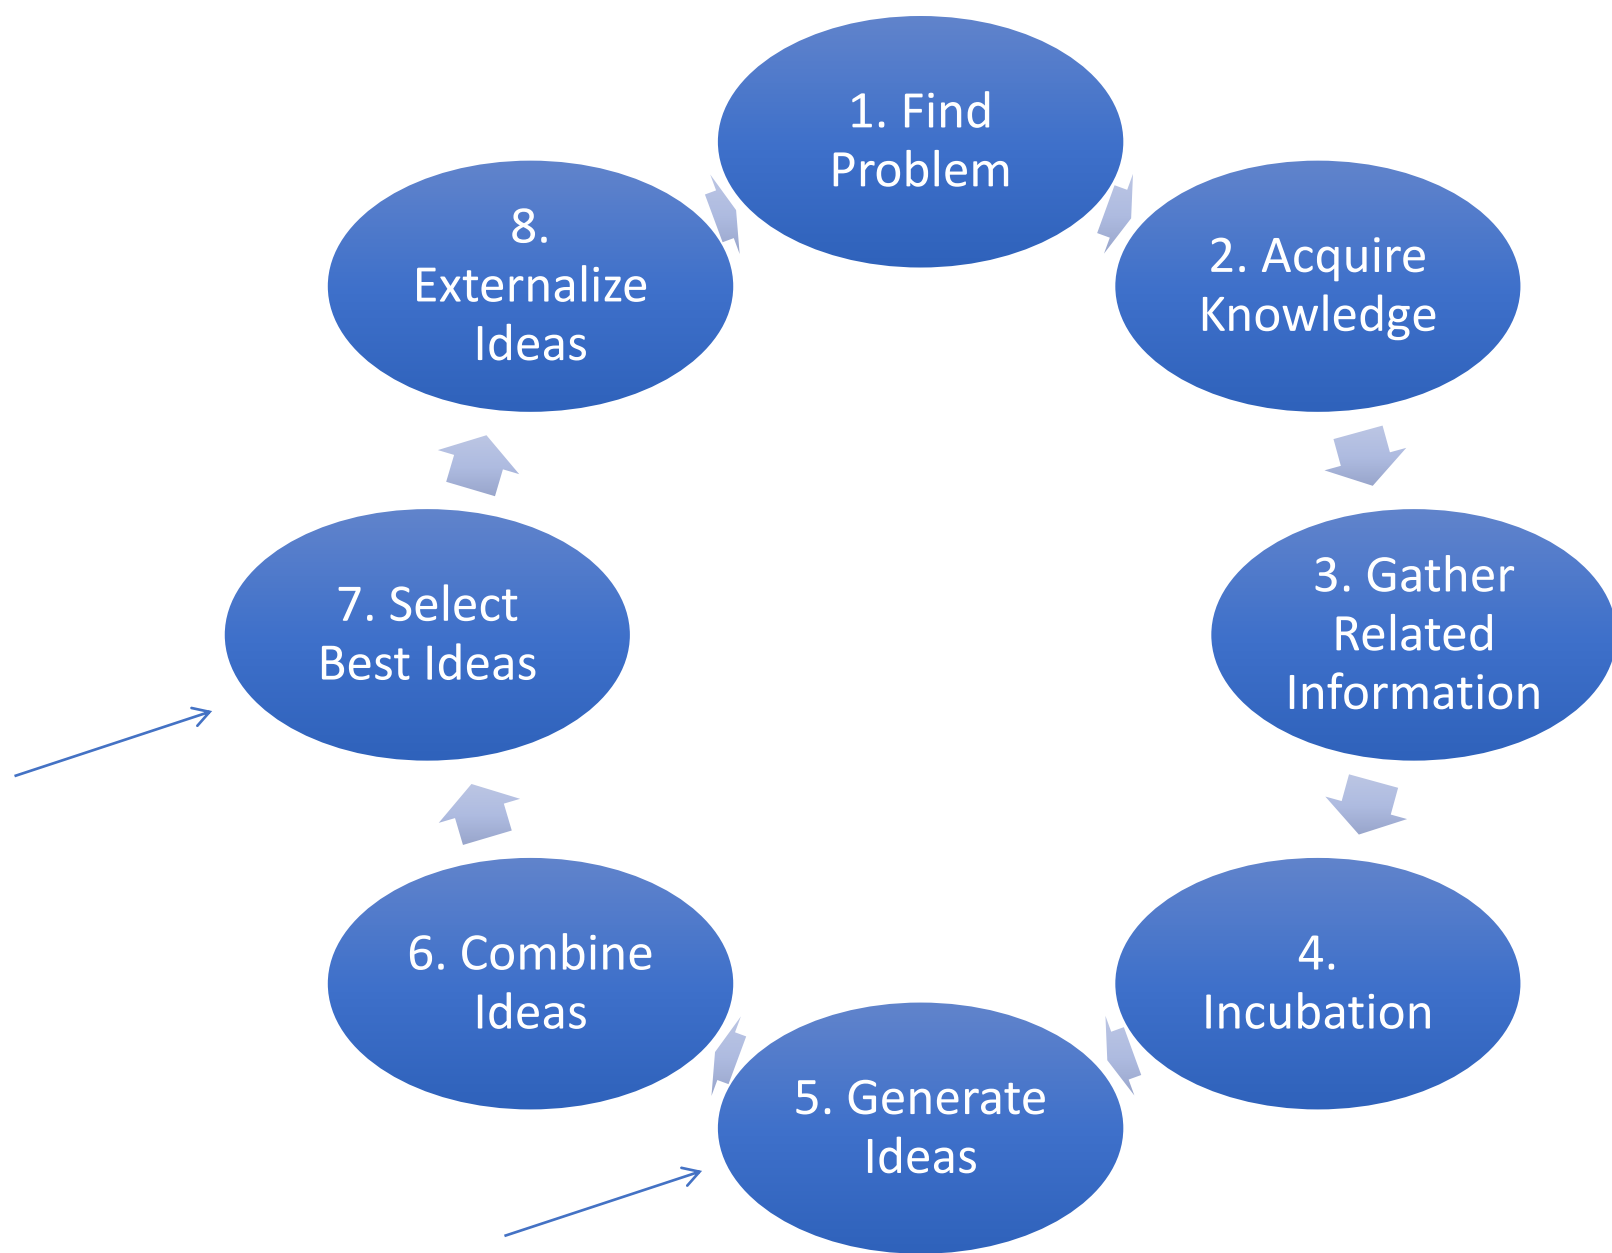 1. Find
Problem
2. Acquire
Knowledge
3. Gather
Related
Information
4.
Incubation
5. Generate
Ideas
6. Combine
Ideas
7. Select
Best Ideas
8.
Externalize
Ideas